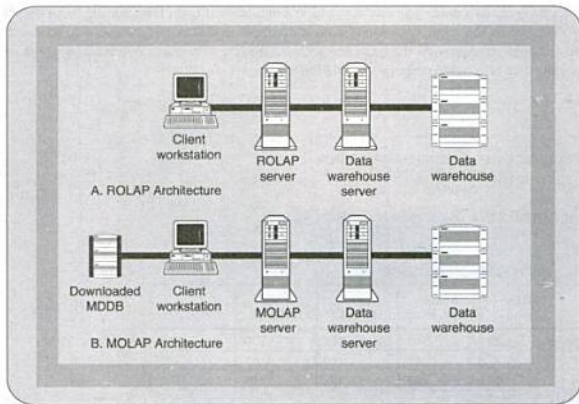 Client
workstation
ROLAP
server
Data
warehouse
server
Data
warehouse
A. ROLAP Architecture
Downloaded
MDDB
Client
workstation
MOLAP
server
Data
warehouse
server
Data
warehouse
B. MOLAP Architecture